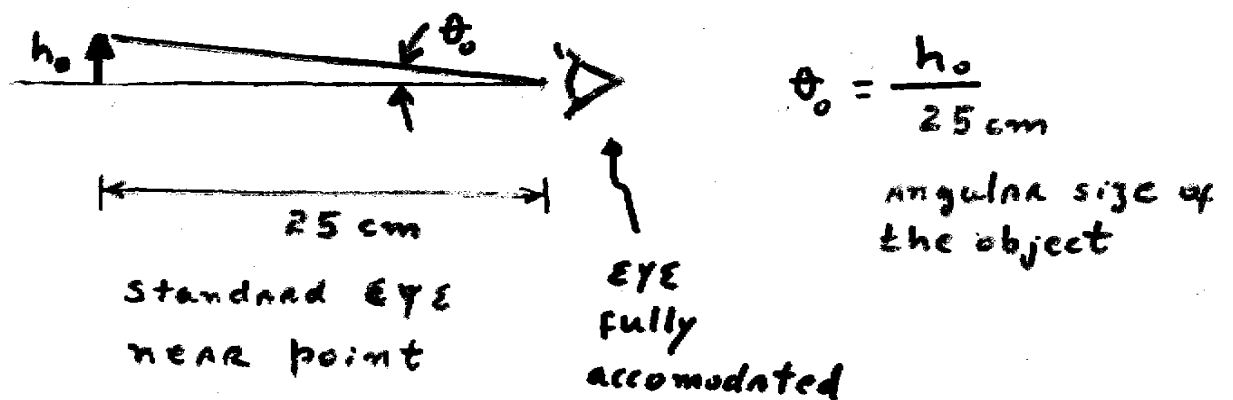 h₀
θ₀
θ₀ = h₀ / 25 cm
25 cm
angular size of
the object
standard EYE
near point
EYE
fully
accomodated